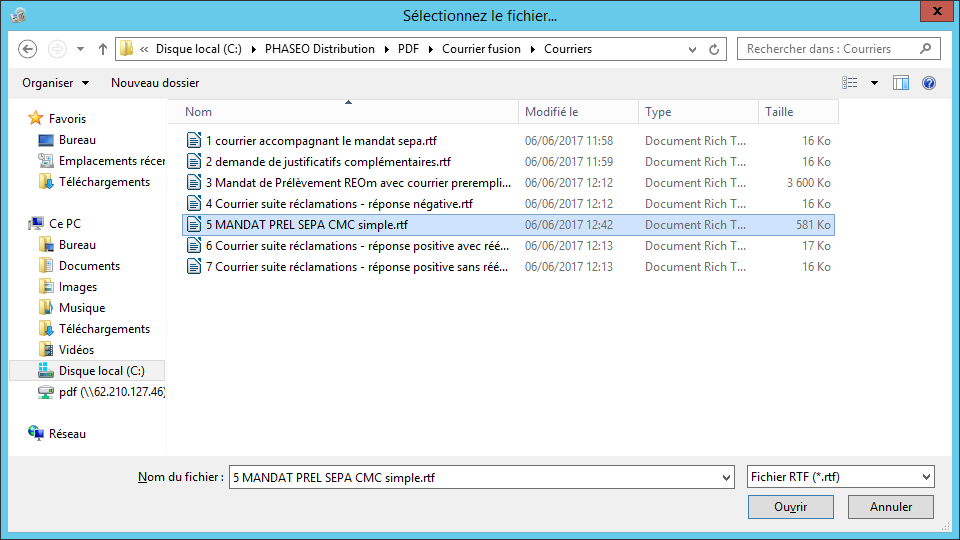 Sélectionnez le fichier...
x
« Disque local (C:) PHASEO Distribution PDF Courrier fusion Courriers
Rechercher dans : Courriers
Organiser Nouveau dossier
?
Nom Modifié le Type Taille
Favoris
Bureau
Emplacements récer
Téléchargements
Ce PC
Bureau
Documents
Images
Musique
Téléchargements
Vidéos
Disque local (C:)
pdf (\\62.210.127.46)
Réseau
1 courrier accompagnant le mandat sepa.rtf 06/06/2017 11:58 Document Rich T... 16 Ko
2 demande de justificatifs complémentaires.rtf 06/06/2017 11:59 Document Rich T... 16 Ko
3 Mandat de Prélèvement REOm avec courrier prerempli... 06/06/2017 12:12 Document Rich T... 3 600 Ko
4 Courrier suite réclamations - réponse négative.rtf 06/06/2017 12:12 Document Rich T... 16 Ko
5 MANDAT PREL SEPA CMC simple.rtf 06/06/2017 12:42 Document Rich T... 581 Ko
6 Courrier suite réclamations - réponse positive avec réé... 06/06/2017 12:13 Document Rich T... 17 Ko
7 Courrier suite réclamations - réponse positive sans réé... 06/06/2017 12:13 Document Rich T... 16 Ko
Nom du fichier : 5 MANDAT PREL SEPA CMC simple.rtf Fichier RTF (*.rtf)
Ouvrir Annuler